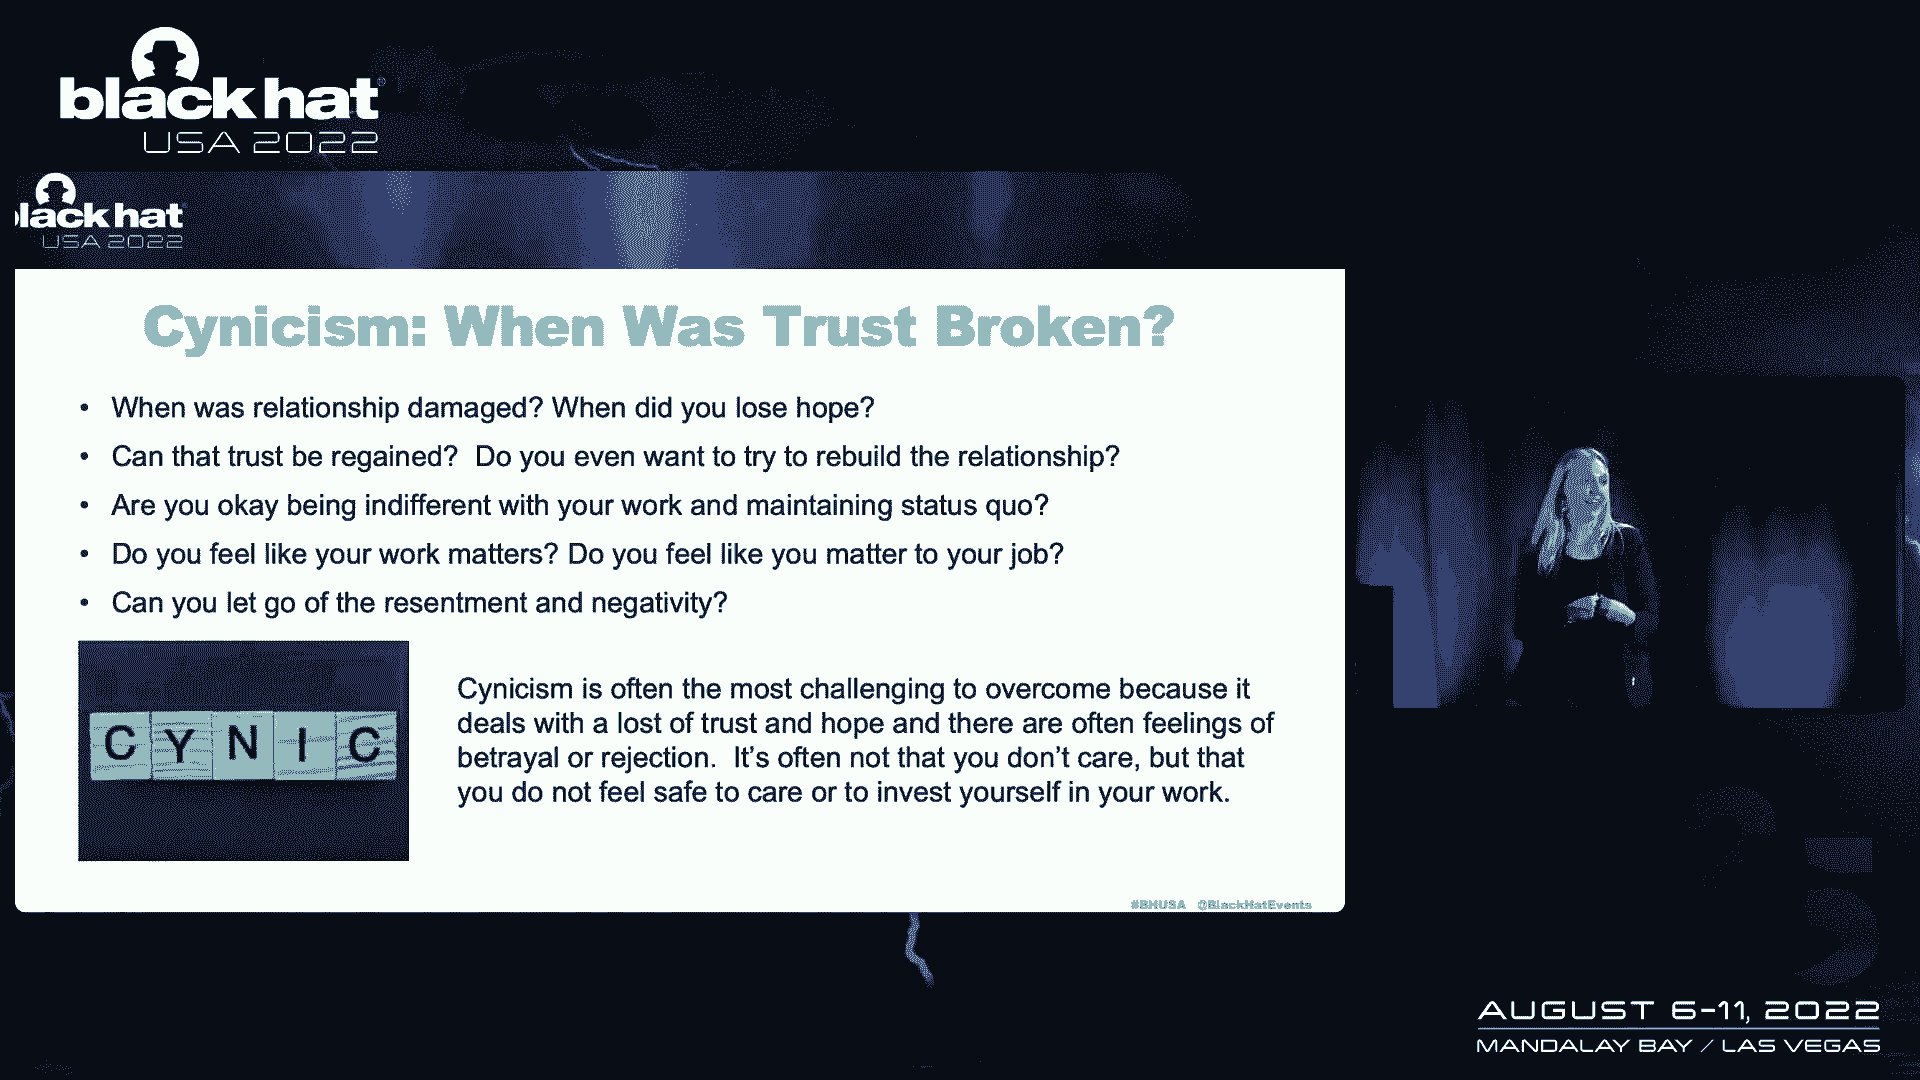 black hat®
USA 2022
black hat
USA 2022
Cynicism: When Was Trust Broken?
• When was relationship damaged? When did you lose hope?
• Can that trust be regained? Do you even want to try to rebuild the relationship?
• Are you okay being indifferent with your work and maintaining status quo?
• Do you feel like your work matters? Do you feel like you matter to your job?
• Can you let go of the resentment and negativity?
CYNIC
Cynicism is often the most challenging to overcome because it
deals with a lost of trust and hope and there are often feelings of
betrayal or rejection. It’s often not that you don’t care, but that
you do not feel safe to care or to invest yourself in your work.
#BHUSA @BlackHatEvents
AUGUST 6-11, 2022
MANDALAY BAY / LAS VEGAS